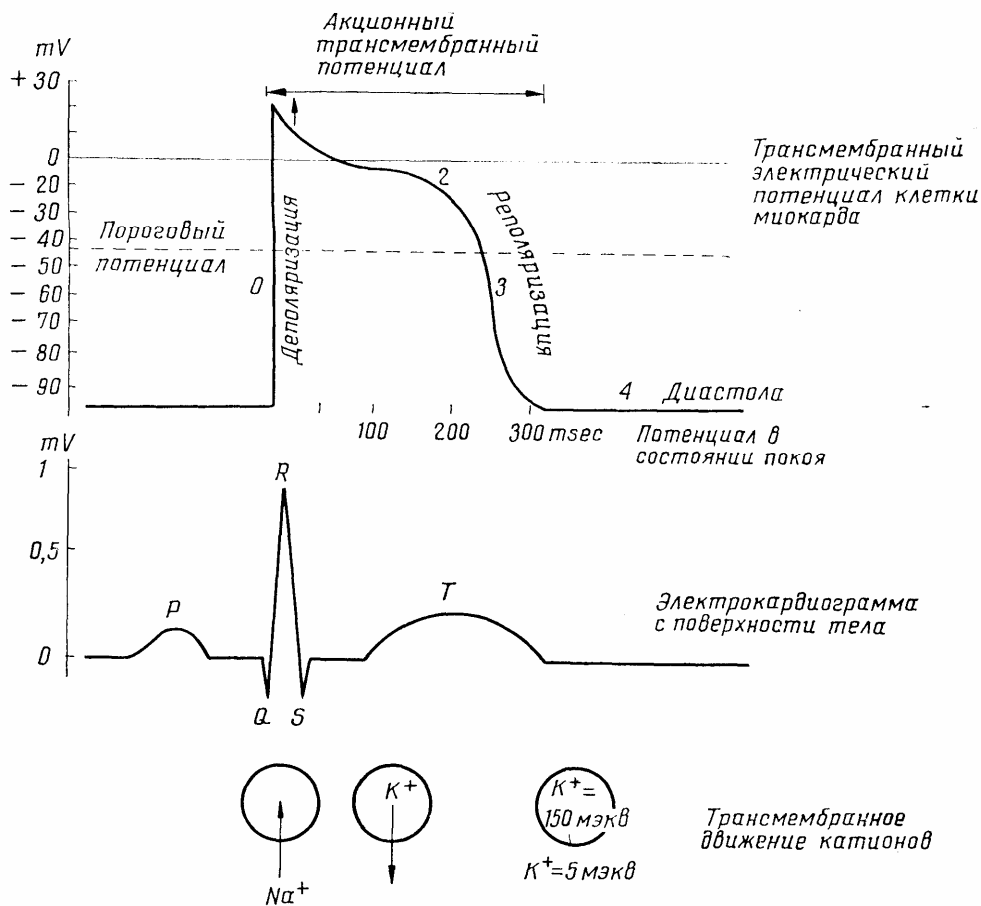 Акционный
трансмембранный
потенциал
mV
+30
0
-20
-30
-40
-50
-60
-70
-80
-90
Пороговый
потенциал
0
Деполяризация
2
3
Реполяризация
4 Диастола
Трансмембранный
электрический
потенциал клетки
миокарда
100 200 300 msec
Потенциал в
состоянии покоя
mV
1
0,5
0
P
R
Q S
T
Электрокардиограмма
с поверхности тела
Na+
K+
K+=
150 мэкв
K+=5 мэкв
Трансмембранное
движение катионов